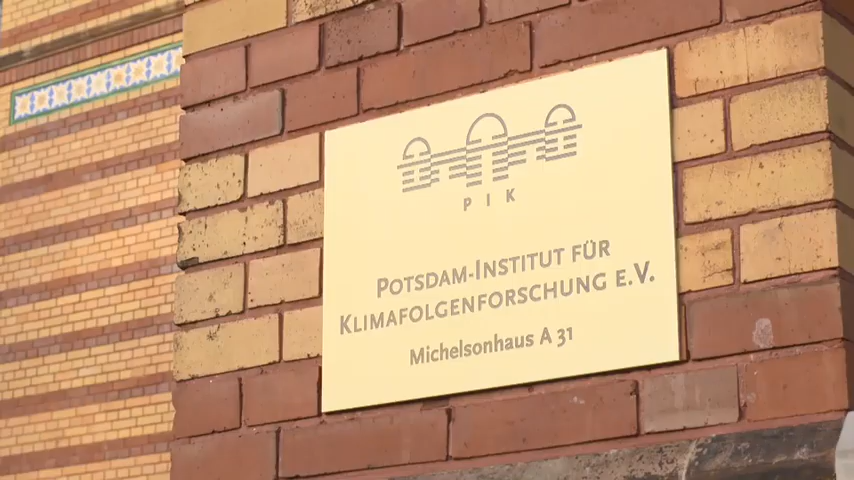 PIK
POTSDAM-INSTITUT FÜR
KLIMAFOLGENFORSCHUNG E.V.
Michelsonhaus A 31